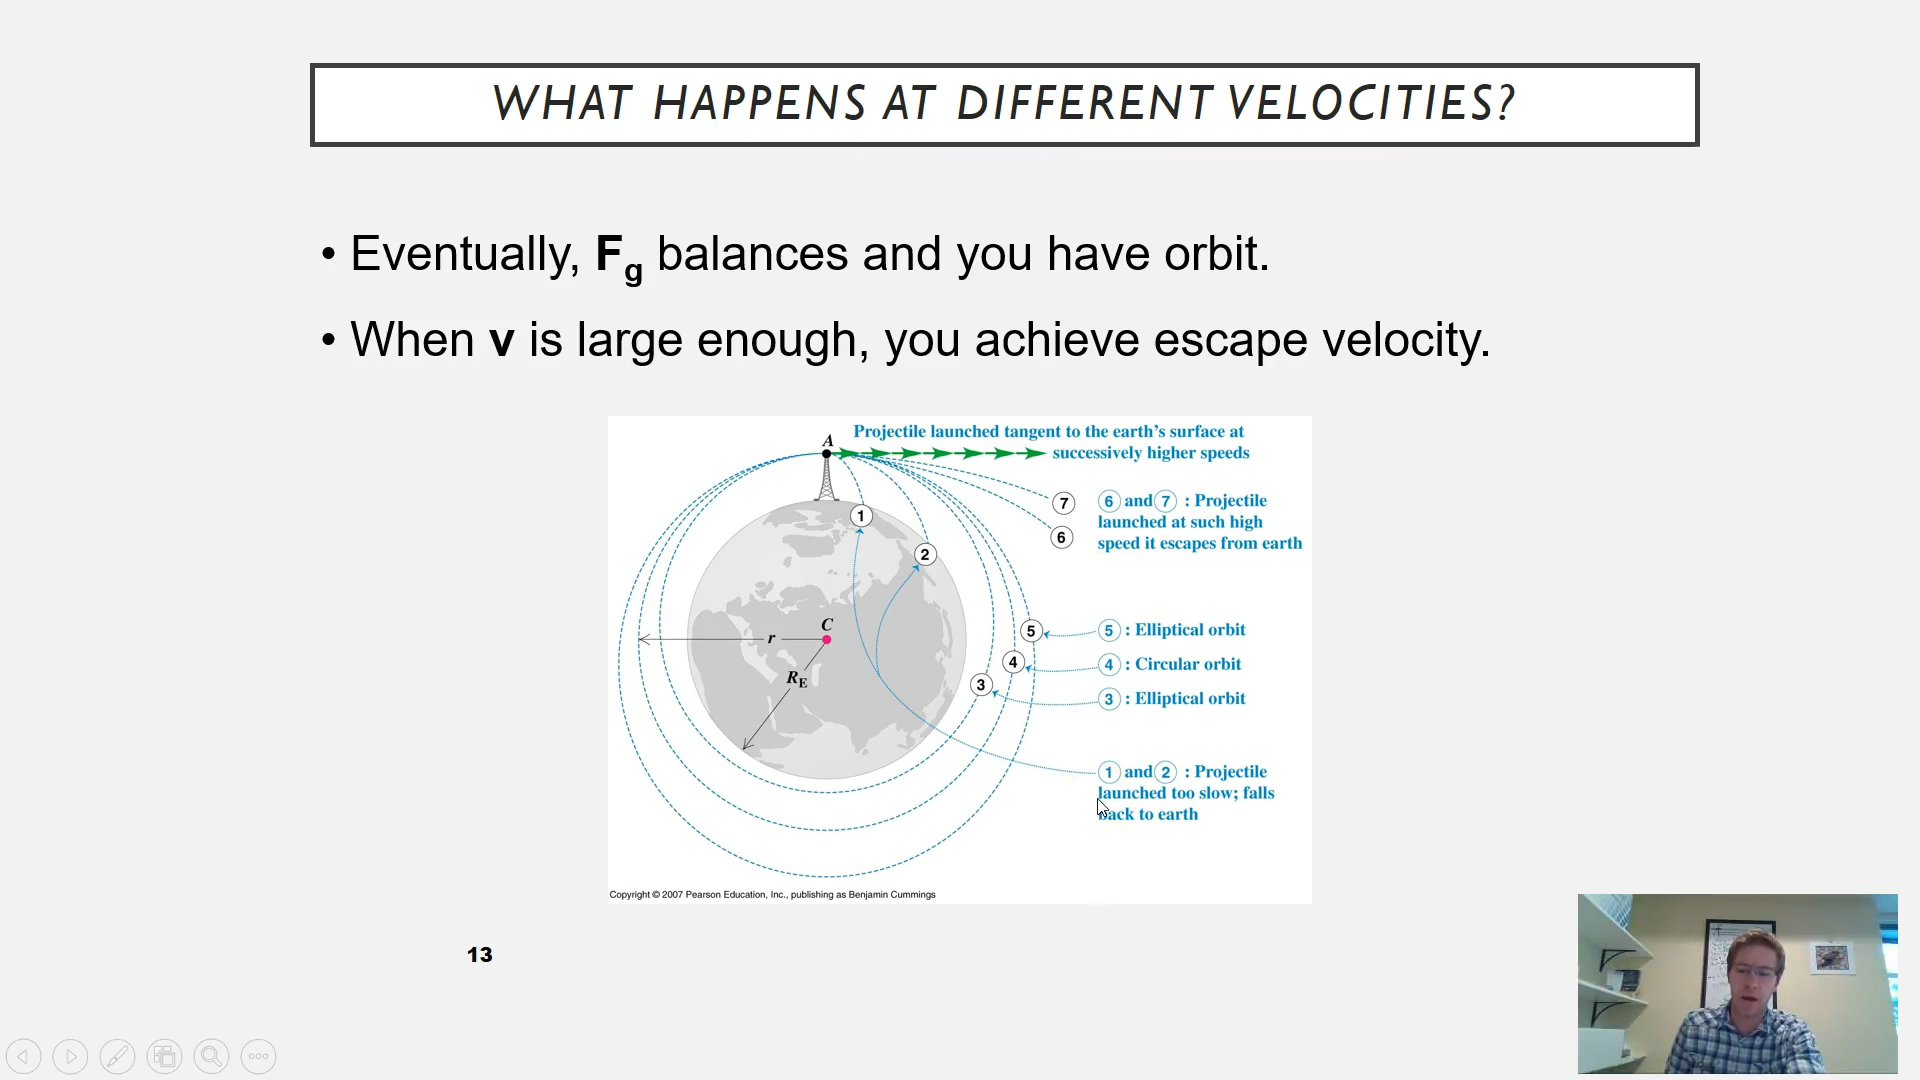 WHAT HAPPENS AT DIFFERENT VELOCITIES?
• Eventually, Fg balances and you have orbit.
• When v is large enough, you achieve escape velocity.
A
Projectile launched tangent to the earth's surface at
successively higher speeds
7
6 and 7 : Projectile
launched at such high
speed it escapes from earth
6
1
2
C
r
RE
5
5 : Elliptical orbit
4
4 : Circular orbit
3
3 : Elliptical orbit
1 and 2 : Projectile
launched too slow; falls
back to earth
Copyright © 2007 Pearson Education, Inc., publishing as Benjamin Cummings
13